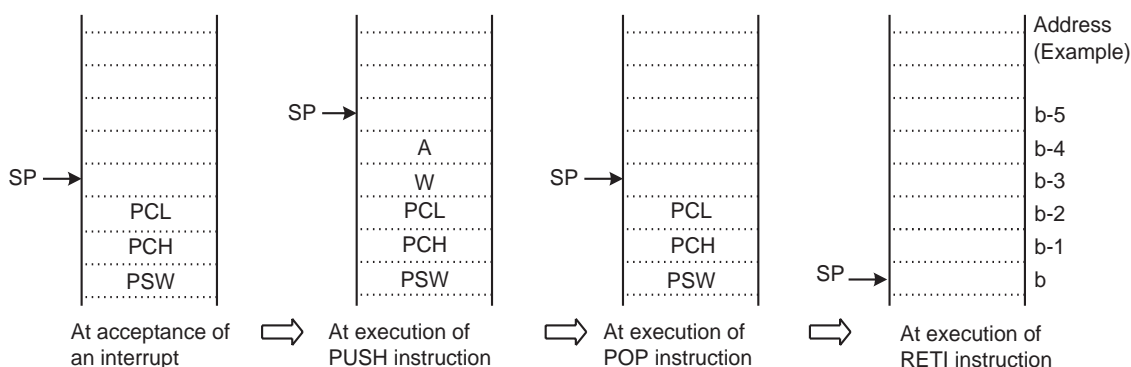 Address
(Example)
SP
b-5
A
b-4
SP
W
SP
b-3
PCL
PCL
PCL
b-2
PCH
PCH
PCH
b-1
PSW
PSW
PSW
SP
b
At acceptance of
an interrupt
At execution of
PUSH instruction
At execution of
POP instruction
At execution of
RETI instruction